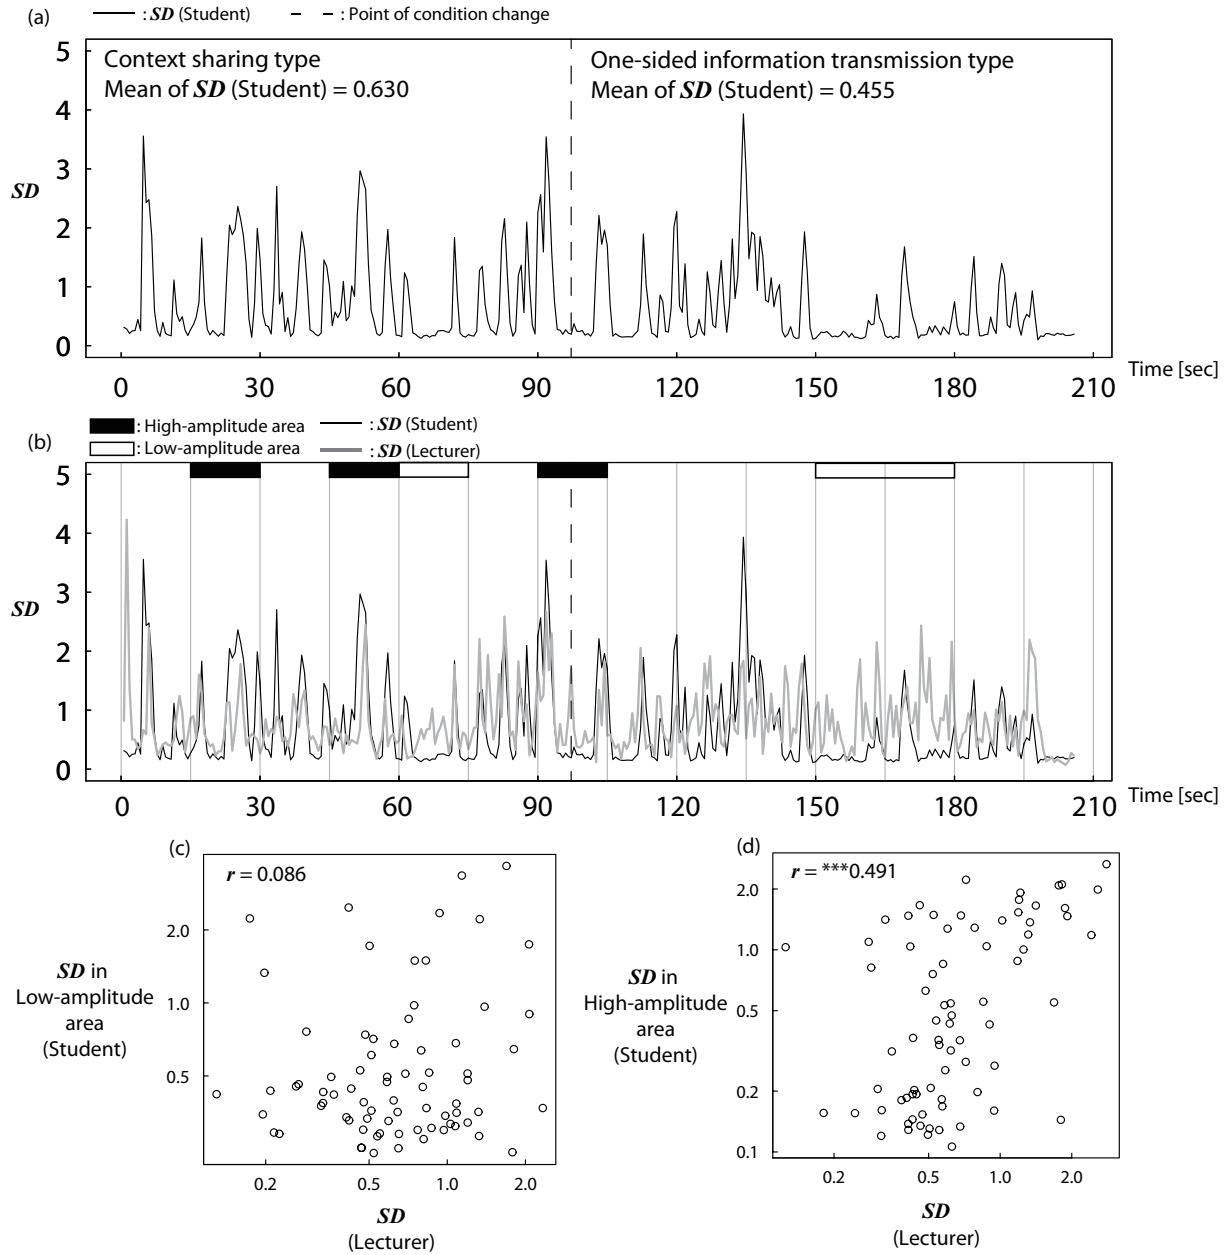 (a)
: SD (Student)
: Point of condition change
Context sharing type
Mean of SD (Student) = 0.630
One-sided information transmission type
Mean of SD (Student) = 0.455
5
4
3
2
1
0
SD
0 30 60 90 120 150 180 210
Time [sec]
(b)
: High-amplitude area
: SD (Student)
: Low-amplitude area
: SD (Lecturer)
5
4
3
2
1
0
SD
0 30 60 90 120 150 180 210
Time [sec]
(c)
r = 0.086
2.0
1.0
0.5
SD in
Low-amplitude
area
(Student)
0.2 0.5 1.0 2.0
SD
(Lecturer)
(d)
r = ***0.491
2.0
1.0
0.5
0.2
0.1
SD in
High-amplitude
area
(Student)
0.2 0.5 1.0 2.0
SD
(Lecturer)